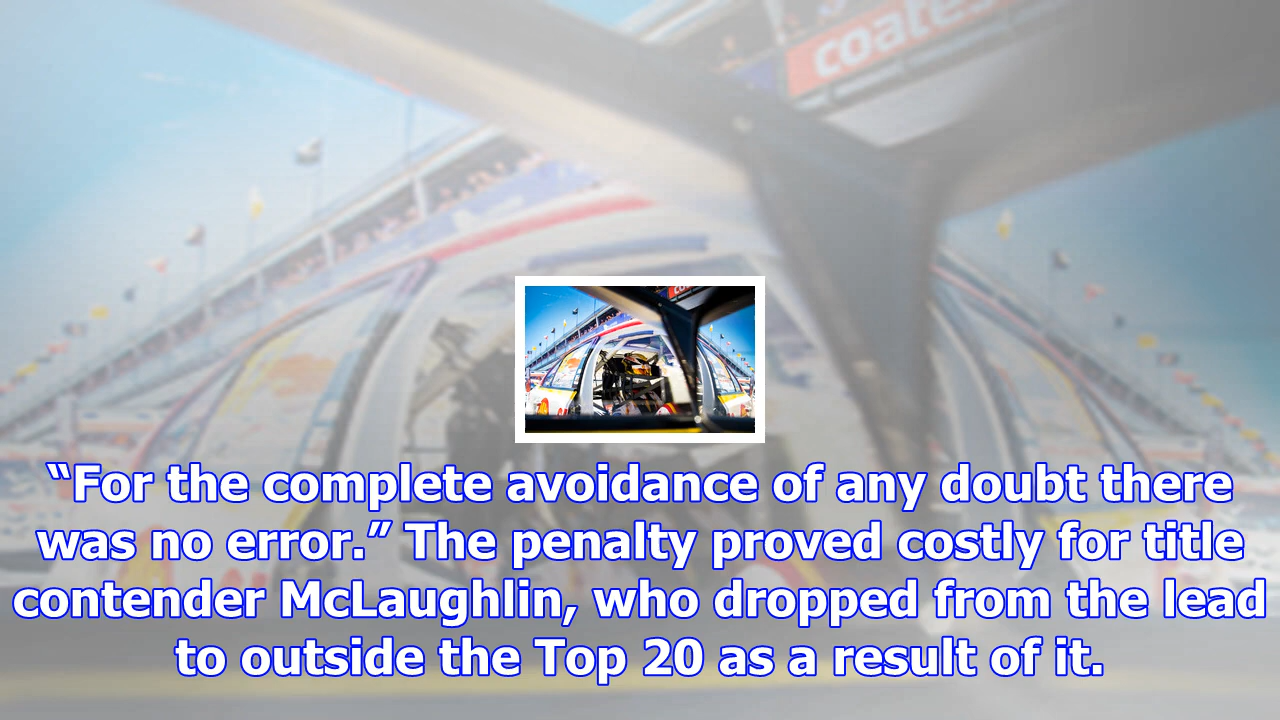 coates
“For the complete avoidance of any doubt there
was no error.” The penalty proved costly for title
contender McLaughlin, who dropped from the lead
to outside the Top 20 as a result of it.